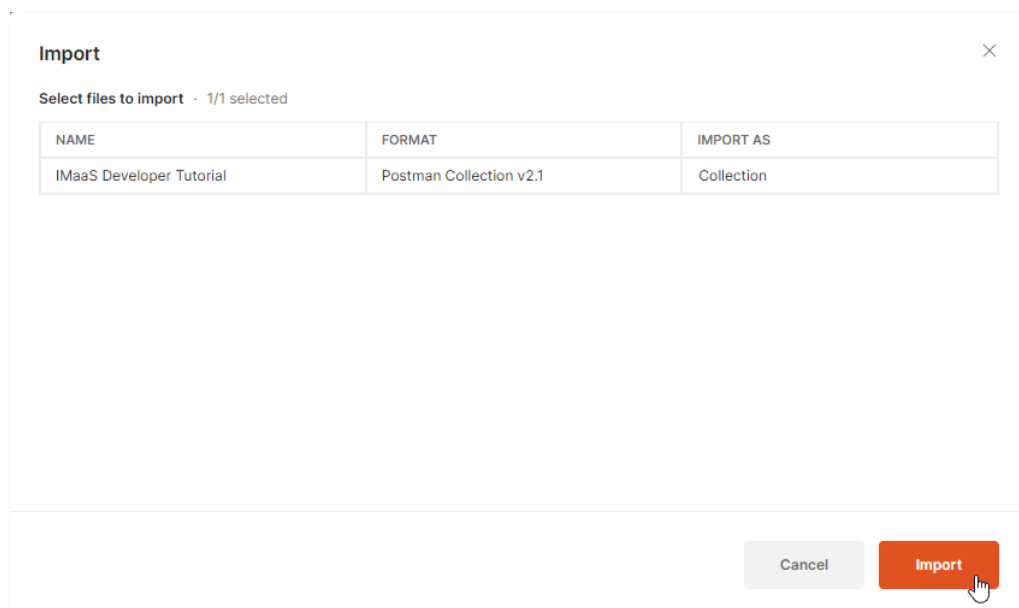 Import
Select files to import · 1/1 selected
NAME FORMAT IMPORT AS
IMaaS Developer Tutorial Postman Collection v2.1 Collection
Cancel Import